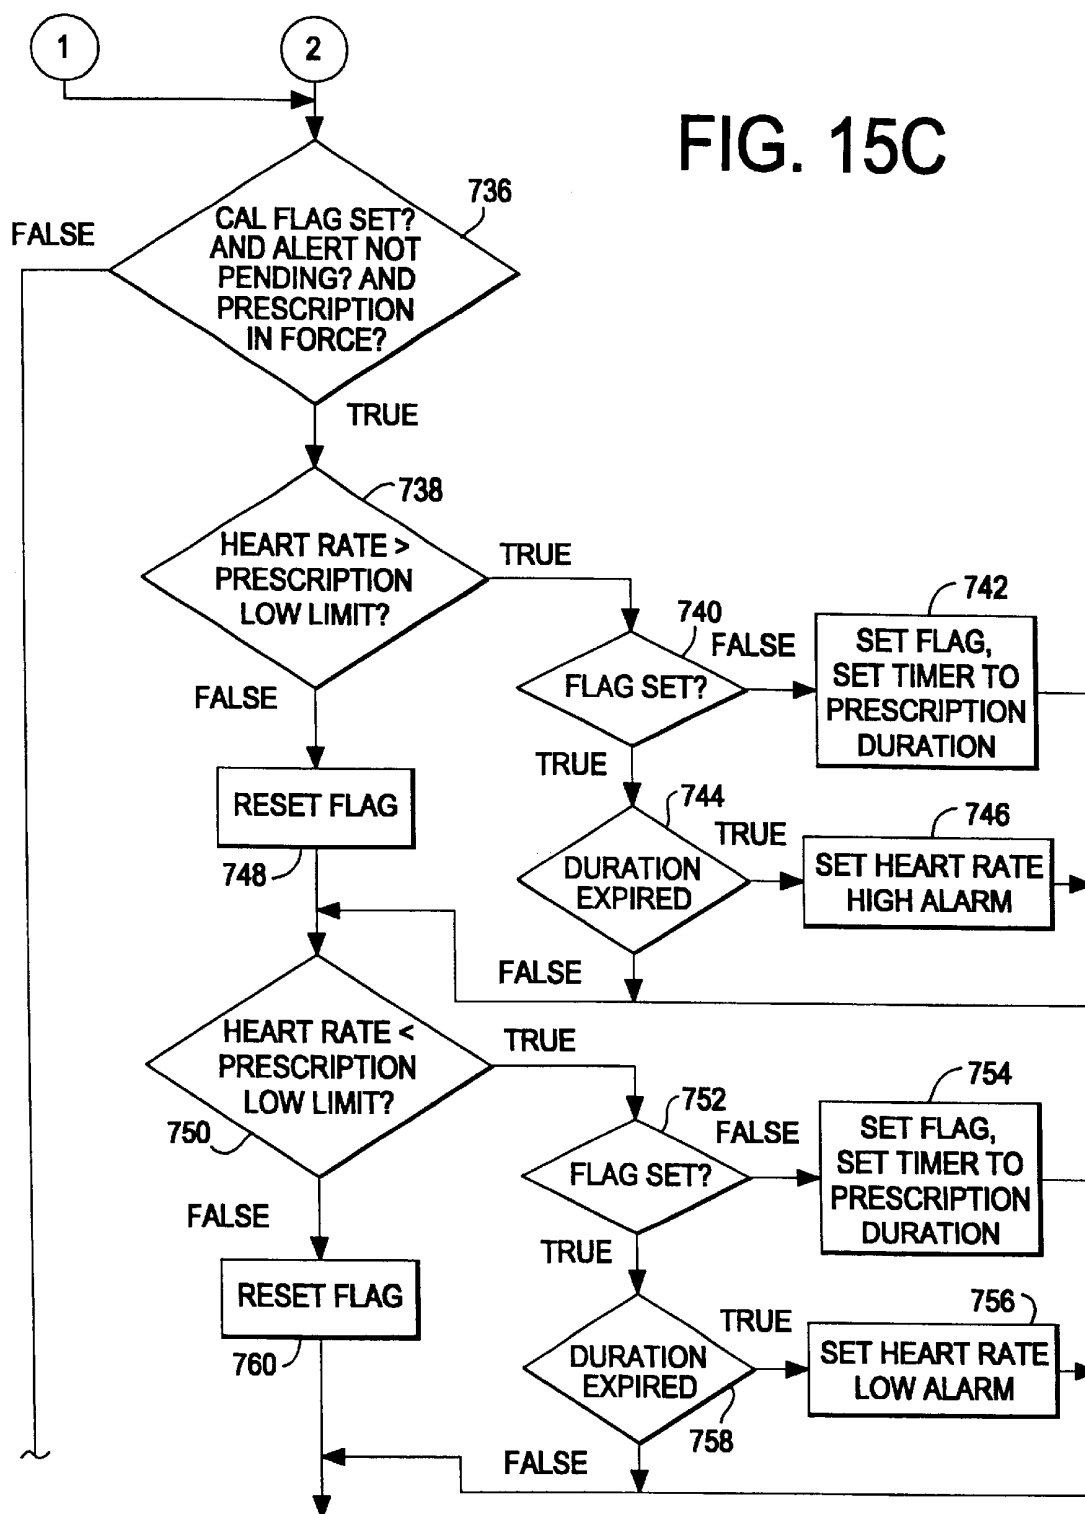 1
2
FIG. 15C
736
FALSE
CAL FLAG SET?
AND ALERT NOT
PENDING? AND
PRESCRIPTION
IN FORCE?
TRUE
738
HEART RATE >
PRESCRIPTION
LOW LIMIT?
TRUE
FALSE
740
FLAG SET?
FALSE
742
SET FLAG,
SET TIMER TO
PRESCRIPTION
DURATION
TRUE
RESET FLAG
748
744
DURATION
EXPIRED
TRUE
746
SET HEART RATE
HIGH ALARM
FALSE
HEART RATE <
PRESCRIPTION
LOW LIMIT?
750
TRUE
FALSE
752
FLAG SET?
FALSE
754
SET FLAG,
SET TIMER TO
PRESCRIPTION
DURATION
TRUE
RESET FLAG
760
DURATION
EXPIRED
758
TRUE
756
SET HEART RATE
LOW ALARM
FALSE